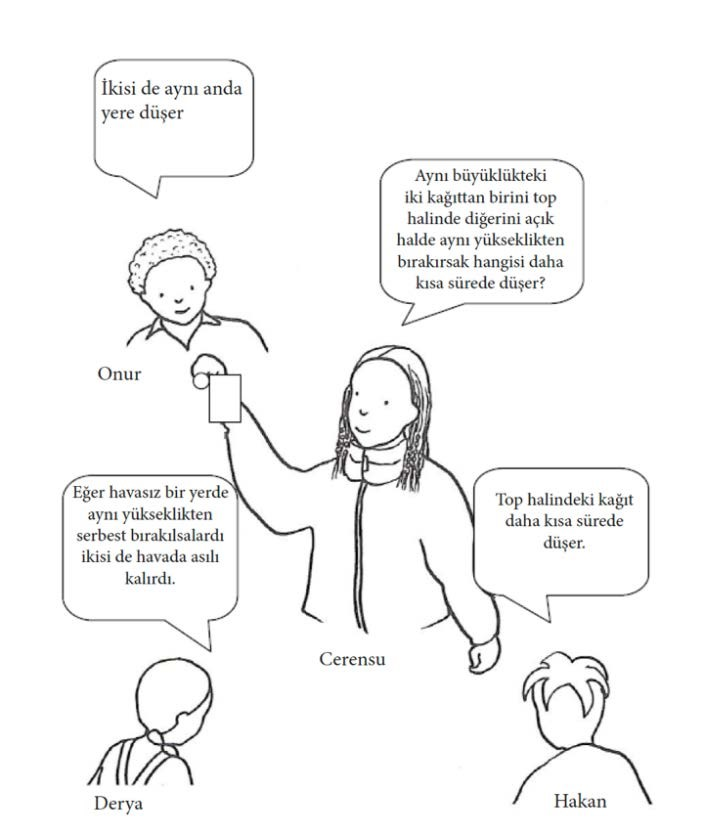 İkisi de aynı anda
yere düşer
Aynı büyüklükteki
iki kağıttan birini top
halinde diğerini açık
halde aynı yükseklikten
bırakırsak hangisi daha
kısa sürede düşer?
Onur
Eğer havasız bir yerde
aynı yükseklikten
serbest bırakılsalardı
ikisi de havada asılı
kalırdı.
Top halindeki kağıt
daha kısa sürede
düşer.
Cerensu
Derya
Hakan